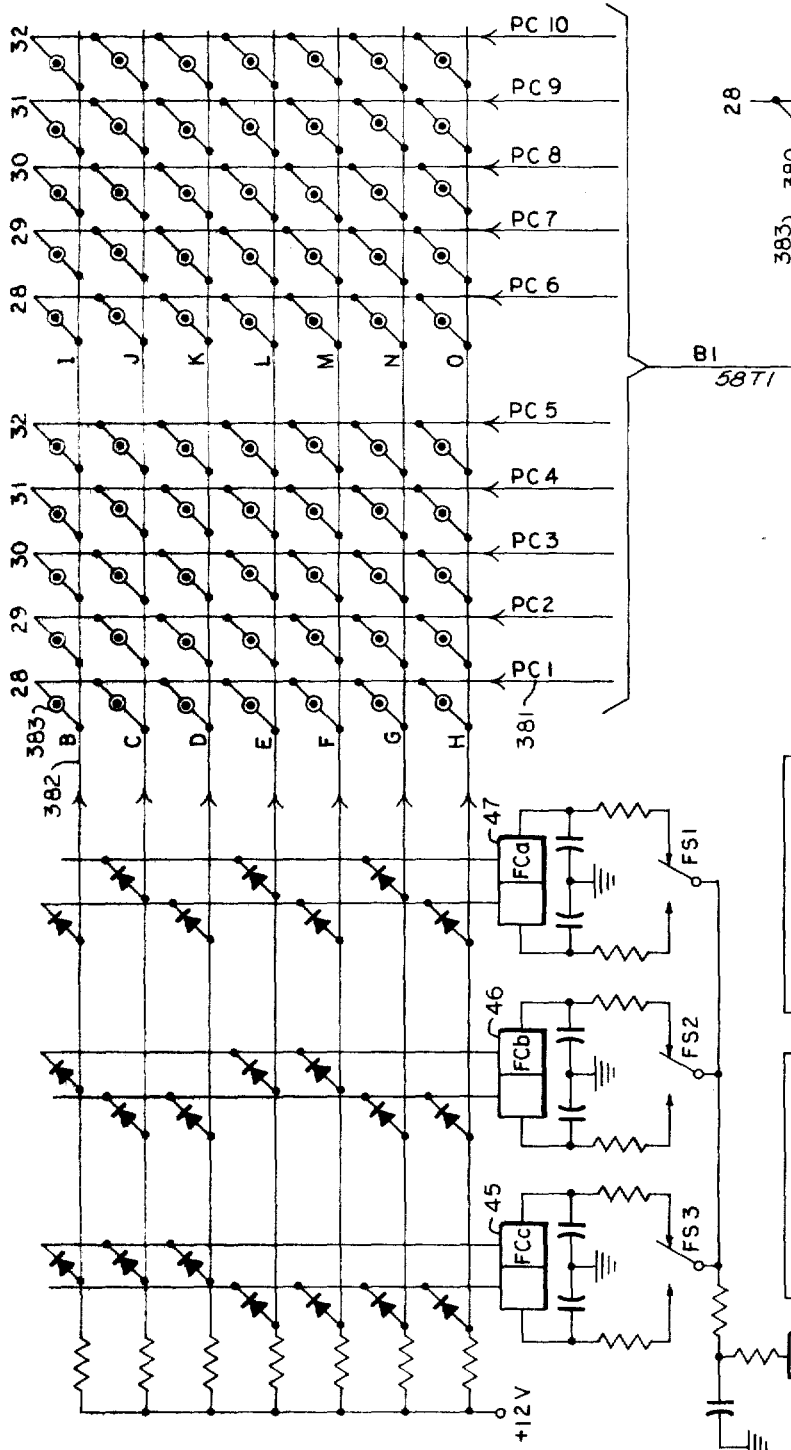 32
31
30
29
28
32
31
30
29
28
I
J
K
L
M
N
O
B
C
D
E
F
G
H
382
383
PC 10
PC 9
PC 8
PC 7
PC 6
PC 5
PC 4
PC 3
PC 2
PC 1
381
B1
58T1
28
380
383
47
FCa
FS1
46
FCb
FS2
45
FCc
FS3
+12V